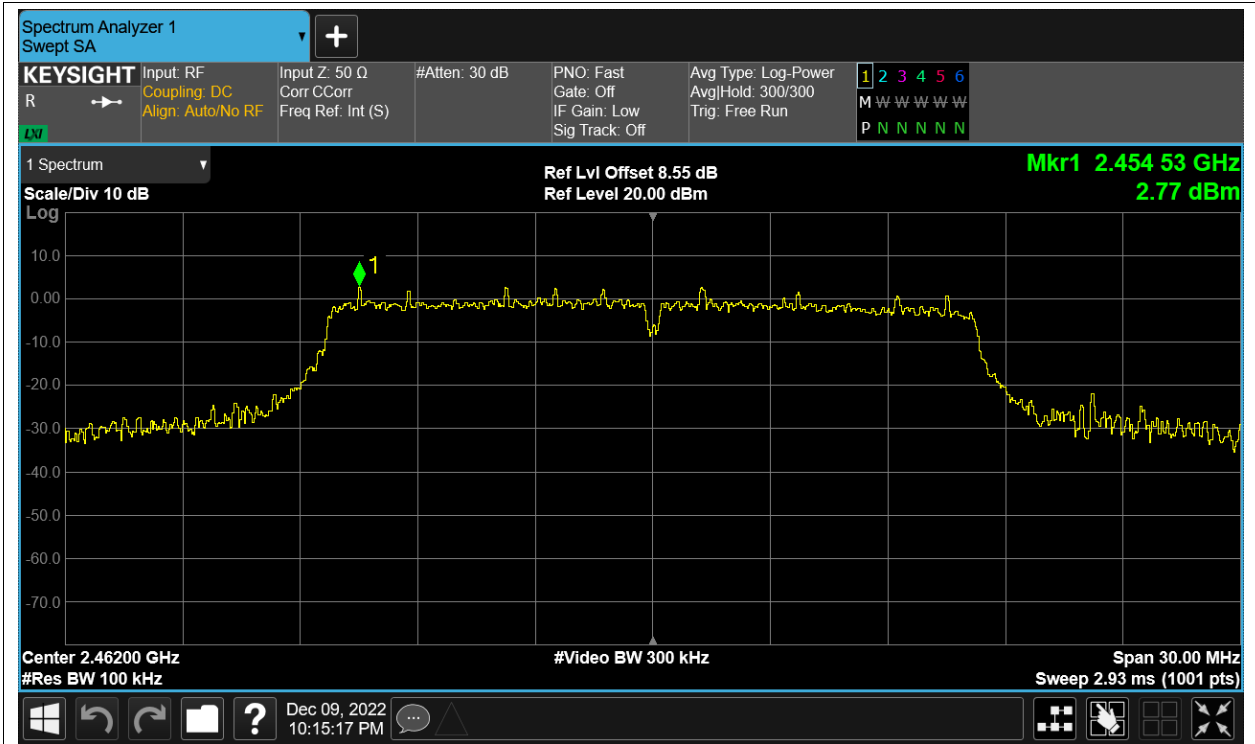 Spectrum Analyzer 1
Swept SA
KEYSIGHT
R
LXI
Input: RF
Coupling: DC
Align: Auto/No RF
Input Z: 50 Ω
Corr CCorr
Freq Ref: Int (S)
#Atten: 30 dB
PNO: Fast
Gate: Off
IF Gain: Low
Sig Track: Off
Avg Type: Log-Power
Avg|Hold: 300/300
Trig: Free Run
1 2 3 4 5 6
M W W W W W
P N N N N N
1 Spectrum
Scale/Div 10 dB
Log
Ref Lvl Offset 8.55 dB
Ref Level 20.00 dBm
Mkr1 2.454 53 GHz
2.77 dBm
1
10.0
0.00
-10.0
-20.0
-30.0
-40.0
-50.0
-60.0
-70.0
Center 2.46200 GHz
#Res BW 100 kHz
#Video BW 300 kHz
Span 30.00 MHz
Sweep 2.93 ms (1001 pts)
?
Dec 09, 2022
10:15:17 PM